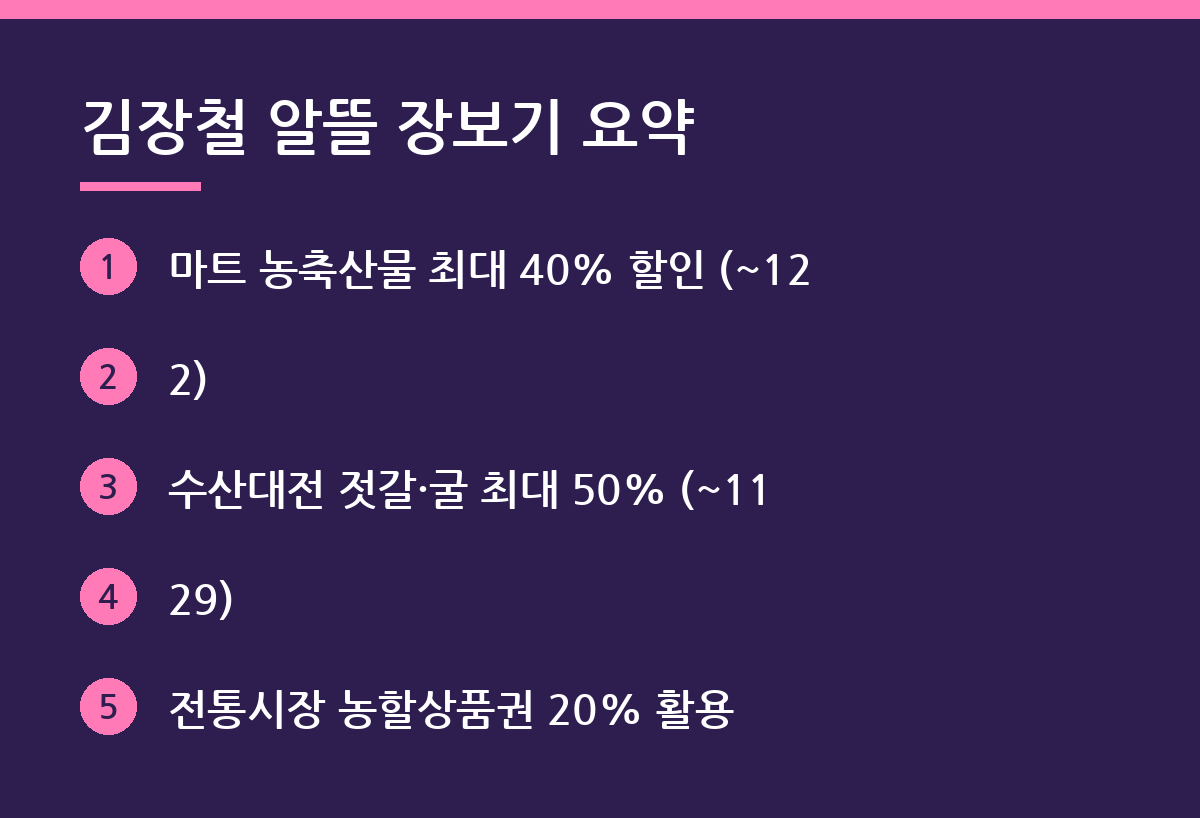 김장철 알뜰 장보기 요약
1 마트 농축산물 최대 40% 할인 (~12
2 2)
3 수산대전 젓갈·굴 최대 50% (~11
4 29)
5 전통시장 농할상품권 20% 활용